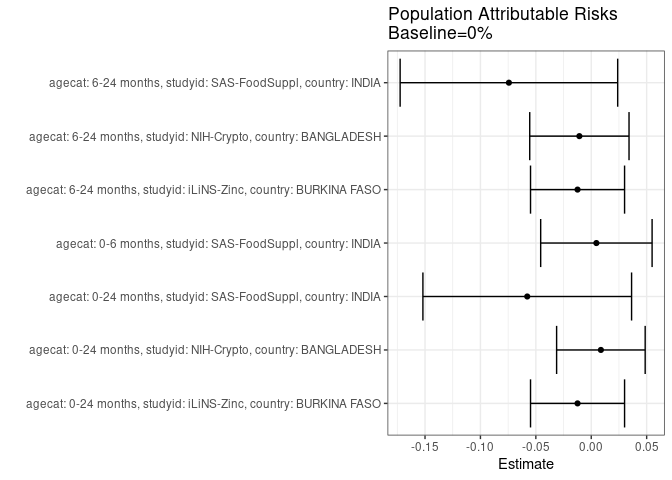 Population Attributable Risks
Baseline=0%
agecat: 6-24 months, studyid: SAS-FoodSuppl, country: INDIA
agecat: 6-24 months, studyid: NIH-Crypto, country: BANGLADESH
agecat: 6-24 months, studyid: iLiNS-Zinc, country: BURKINA FASO
agecat: 0-6 months, studyid: SAS-FoodSuppl, country: INDIA
agecat: 0-24 months, studyid: SAS-FoodSuppl, country: INDIA
agecat: 0-24 months, studyid: NIH-Crypto, country: BANGLADESH
agecat: 0-24 months, studyid: iLiNS-Zinc, country: BURKINA FASO
-0.15 -0.10 -0.05 0.00 0.05
Estimate